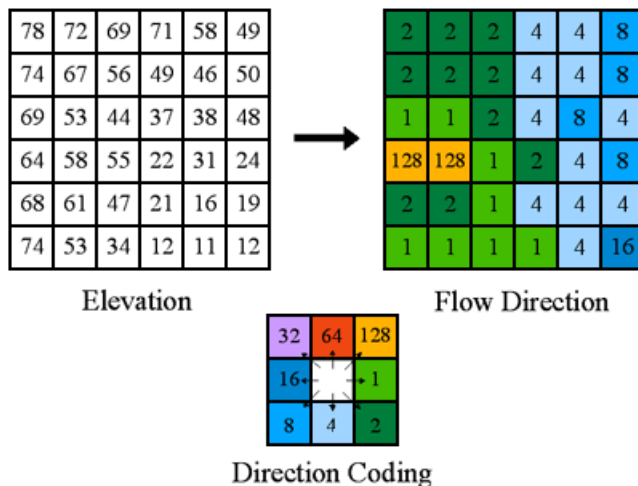 78 72 69 71 58 49 2 2 2 4 4 8
74 67 56 49 46 50 2 2 2 4 4 8
69 53 44 37 38 48 1 1 2 4 8 4
64 58 55 22 31 24 128 128 1 2 4 8
68 61 47 21 16 19 2 2 1 4 4 4
74 53 34 12 11 12 1 1 1 1 4 16
Elevation Flow Direction
32 64 128
16 1
8 4 2
Direction Coding